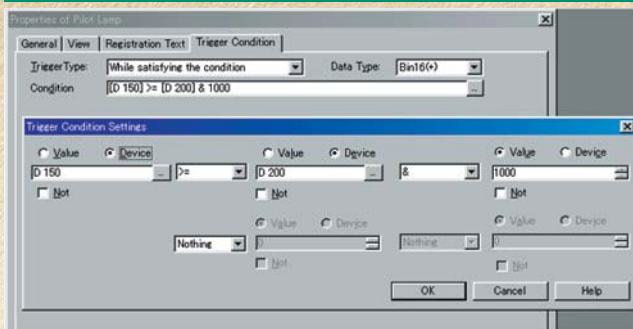 Properties of Pilot Lamp
General View Registration Text Trigger Condition
Trigger Type: While satisfying the condition Data Type: Bin16(+)
Condition [[D 150] >= [D 200] & 1000 ...
Trigger Condition Settings
Value Device Value Device Value Device
D 150 ... >= D 200 ... & 1000
Not Not Not
Value Device Value Device
Nothing 0 Nothing 0
Not Not
OK Cancel Help